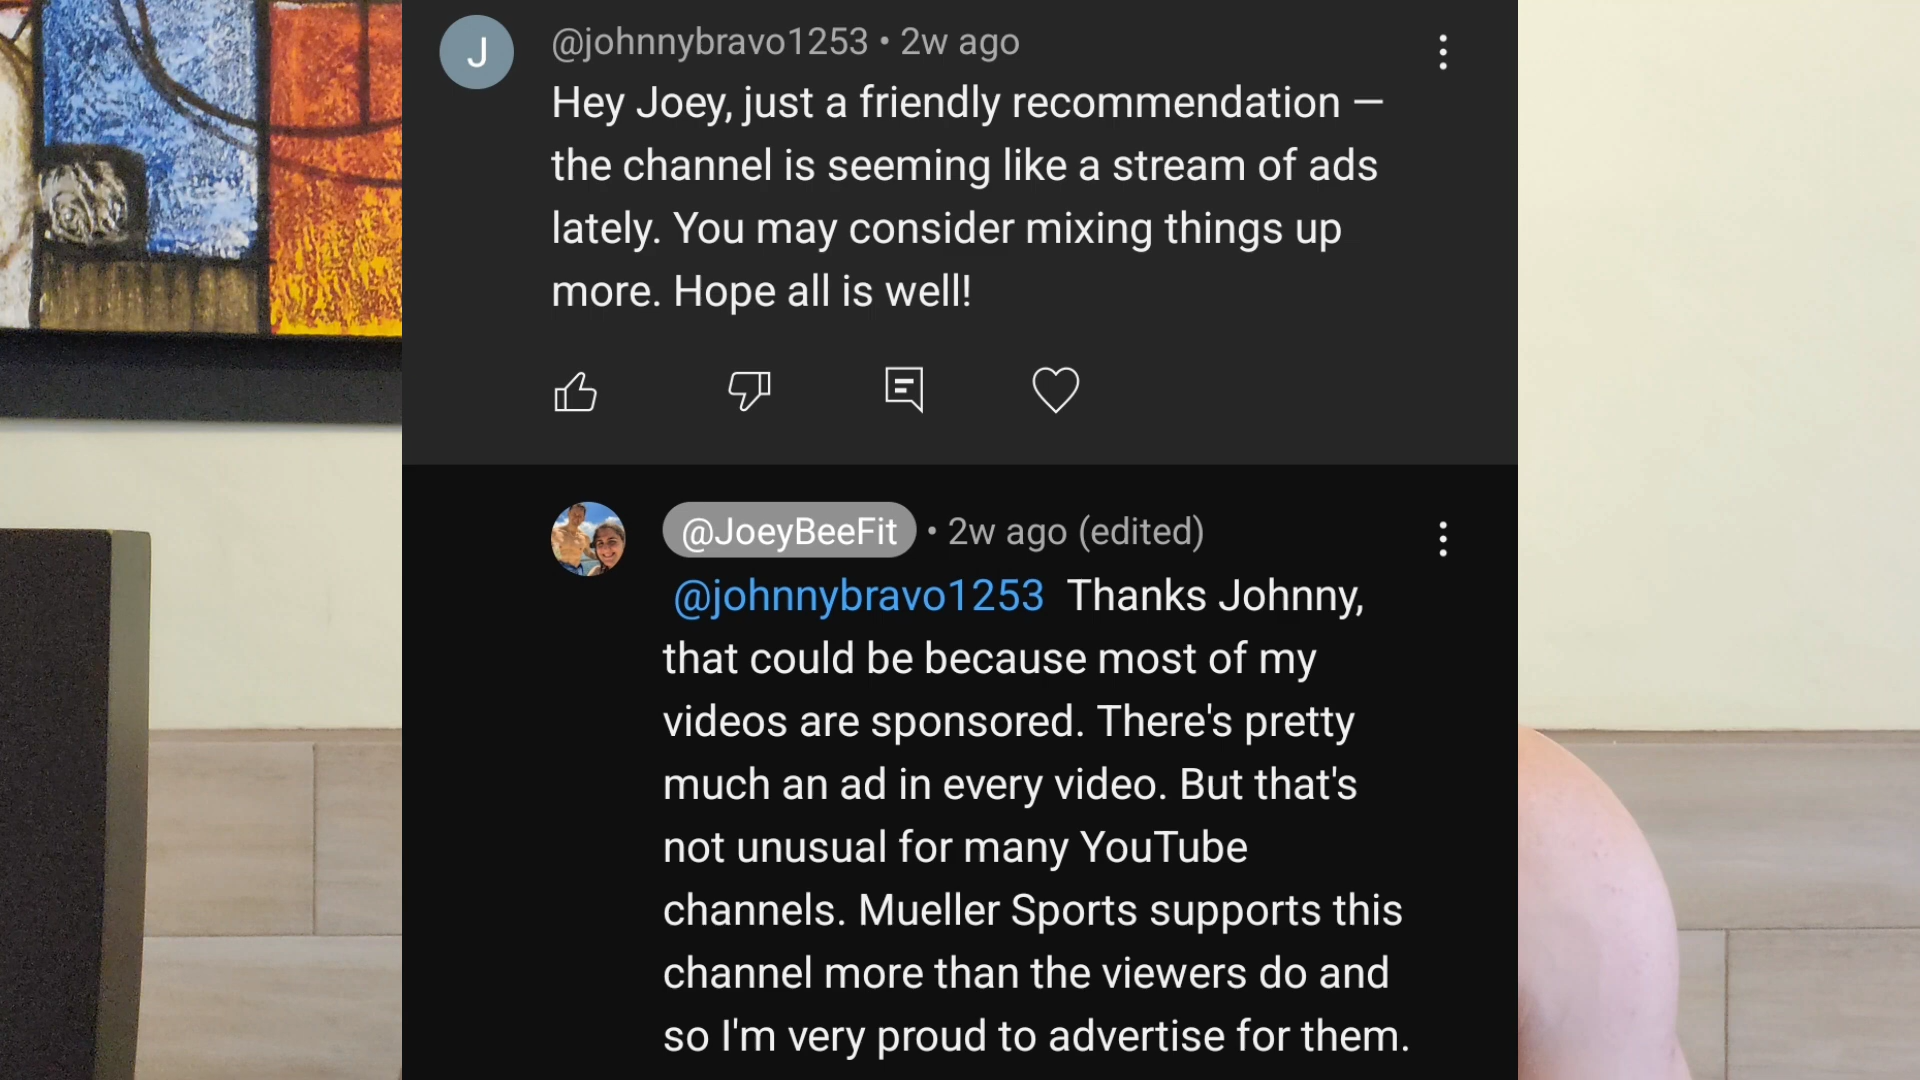 J
@johnnybravo1253 • 2w ago
Hey Joey, just a friendly recommendation —
the channel is seeming like a stream of ads
lately. You may consider mixing things up
more. Hope all is well!
@JoeyBeeFit • 2w ago (edited)
@johnnybravo1253 Thanks Johnny,
that could be because most of my
videos are sponsored. There's pretty
much an ad in every video. But that's
not unusual for many YouTube
channels. Mueller Sports supports this
channel more than the viewers do and
so I'm very proud to advertise for them.